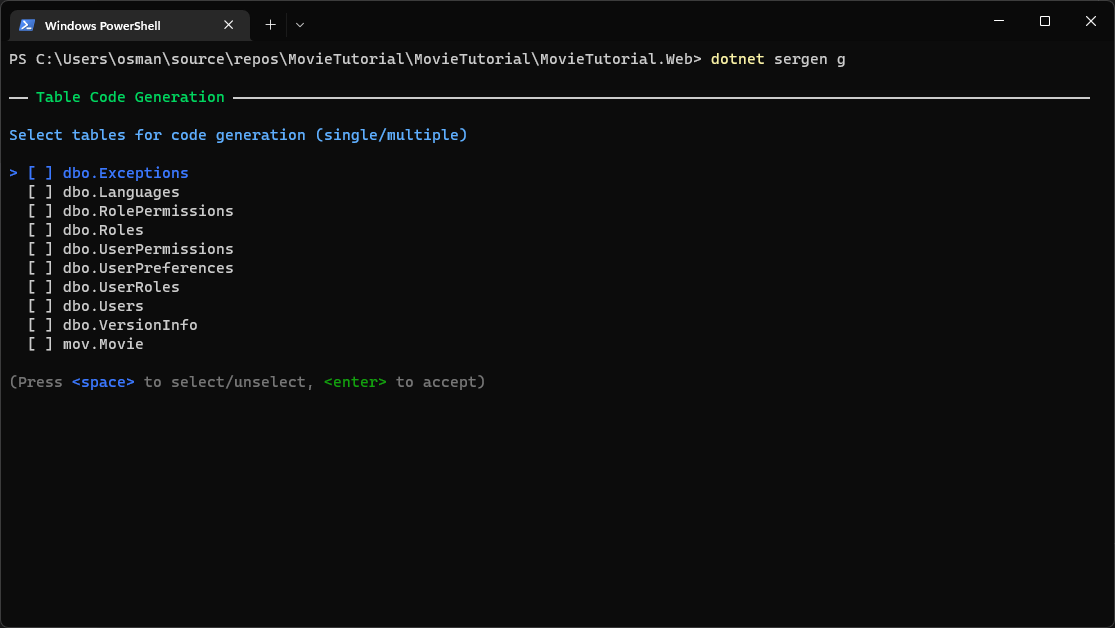 Windows PowerShell
PS C:\Users\osman\source\repos\MovieTutorial\MovieTutorial\MovieTutorial.Web> dotnet sergen g
Table Code Generation
Select tables for code generation (single/multiple)
> [ ] dbo.Exceptions
[ ] dbo.Languages
[ ] dbo.RolePermissions
[ ] dbo.Roles
[ ] dbo.UserPermissions
[ ] dbo.UserPreferences
[ ] dbo.UserRoles
[ ] dbo.Users
[ ] dbo.VersionInfo
[ ] mov.Movie
(Press <space> to select/unselect, <enter> to accept)